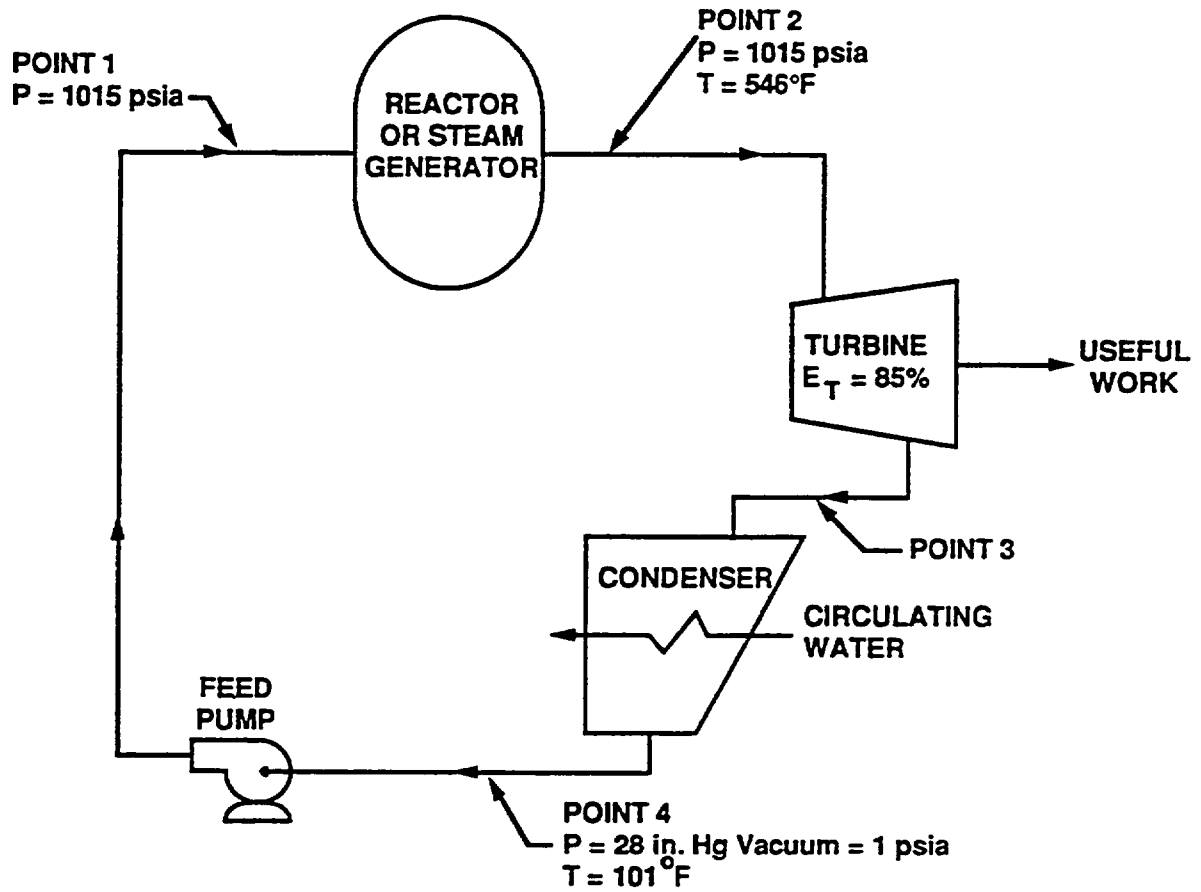 POINT 1
P = 1015 psia
REACTOR
OR STEAM
GENERATOR
POINT 2
P = 1015 psia
T = 546°F
TURBINE
E_T = 85%
USEFUL
WORK
POINT 3
CONDENSER
CIRCULATING
WATER
FEED
PUMP
POINT 4
P = 28 in. Hg Vacuum = 1 psia
T = 101°F